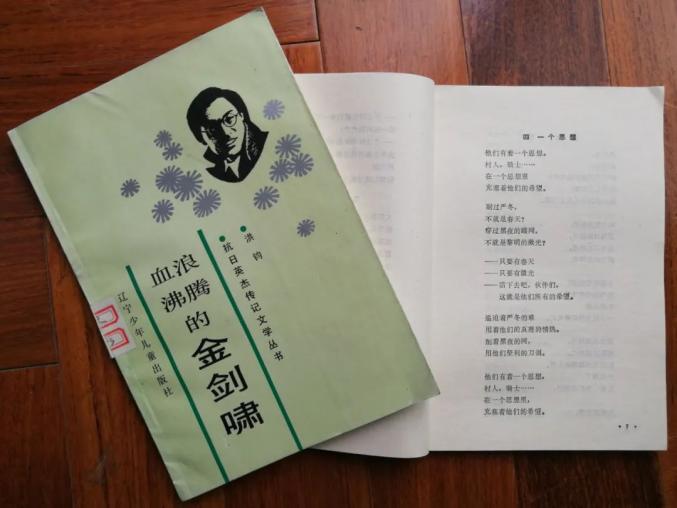 血浪
沸腾的金剑啸
洪钧
抗日英杰传记文学丛书
辽宁少年儿童出版社
四 一个思想
他们有着一个思想。
村人，骑士……
在一个思想里
充塞着他们的希望。
耐过严冬，
不就是春天？
穿过黑夜的暗网，
不就是黎明的微光？
——只要有春天
——只要有微光
——活下去吧，伙伴们，
这就是他们所有的希望。
追迫着严冬的难
用着他们的真理的情热。
削着黑夜的网，
用他们坚利的刀剑。
他们有着一个思想。
村人，骑士……
在一个思想里，
充塞着他们的希望。